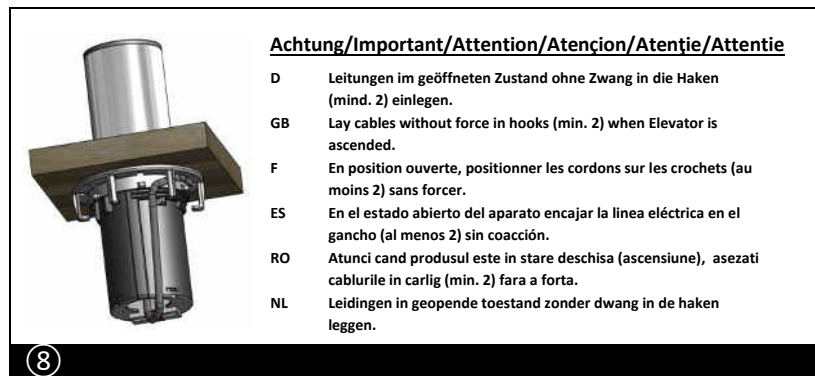 Achtung/Important/Attention/Atençion/Atenţie/Attentie
D Leitungen im geöffneten Zustand ohne Zwang in die Haken
(mind. 2) einlegen.
GB Lay cables without force in hooks (min. 2) when Elevator is
ascended.
F En position ouverte, positionner les cordons sur les crochets (au
moins 2) sans forcer.
ES En el estado abierto del aparato encajar la linea eléctrica en el
gancho (al menos 2) sin coacción.
RO Atunci cand produsul este in stare deschisa (ascensiune), asezati
cablurile in carlig (min. 2) fara a forta.
NL Leidingen in geopende toestand zonder dwang in de haken
leggen.
8